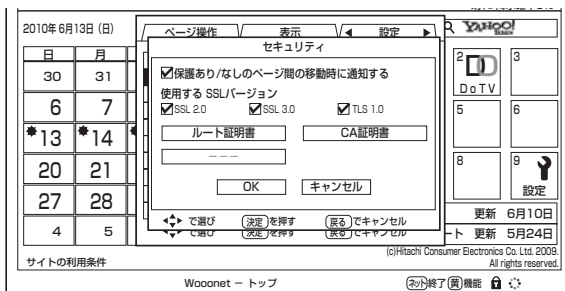 2010年 6月13日 (日)
ページ操作 表示 設定
YAHOO!
日 月
30 31
6 7
13 14
20 21
27 28
4 5
セキュリティ
保護あり/なしのページ間の移動時に通知する
使用する SSLバージョン
SSL 2.0 SSL 3.0 TLS 1.0
ルート証明書 CA証明書
−−−
OK キャンセル
で選び 決定 を押す 戻る でキャンセル
で選び 決定 を押す 戻る でキャンセル
2 DoTV
3
5
6
8
9 設定
更新 6月10日
ト 更新 5月24日
サイトの利用条件
(c)Hitachi Consumer Electronics Co. Ltd. 2009.
All rights reserved.
Wooonet − トップ
ネット 終了 黄 機能